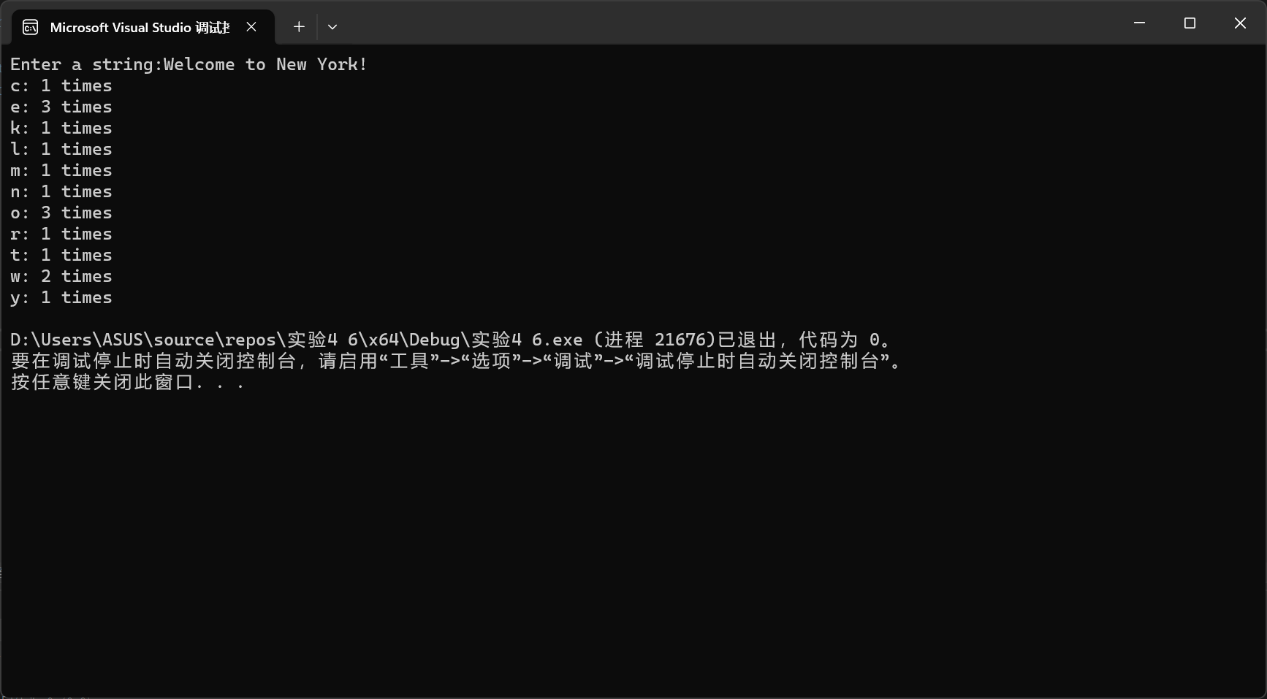 Microsoft Visual Studio 调试
Enter a string:Welcome to New York!
c: 1 times
e: 3 times
k: 1 times
l: 1 times
m: 1 times
n: 1 times
o: 3 times
r: 1 times
t: 1 times
w: 2 times
y: 1 times
D:\Users\ASUS\source\repos\实验4 6\x64\Debug\实验4 6.exe (进程 21676)已退出，代码为 0。
要在调试停止时自动关闭控制台，请启用“工具”->“选项”->“调试”->“调试停止时自动关闭控制台”。
按任意键关闭此窗口. . .